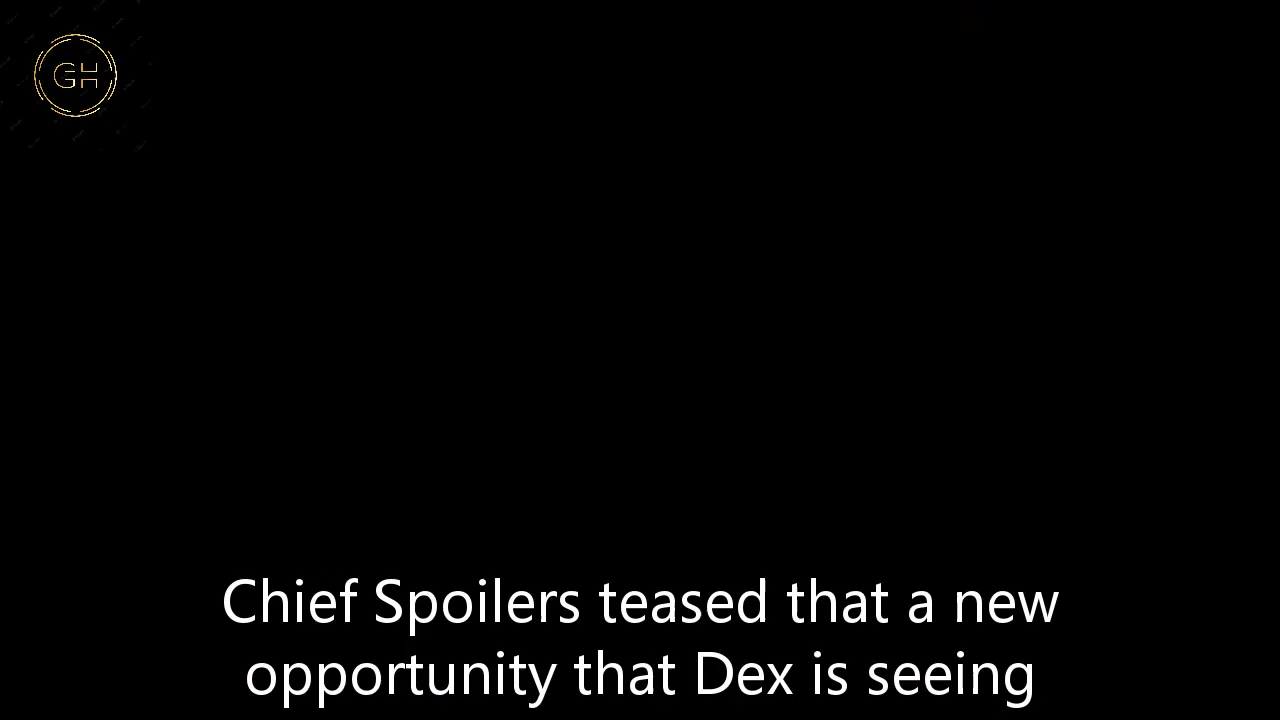 GH
Chief Spoilers teased that a new
opportunity that Dex is seeing